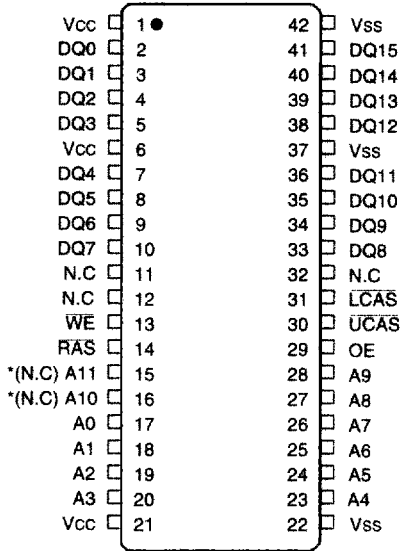 Vcc 1 42 Vss
DQ0 2 41 DQ15
DQ1 3 40 DQ14
DQ2 4 39 DQ13
DQ3 5 38 DQ12
Vcc 6 37 Vss
DQ4 7 36 DQ11
DQ5 8 35 DQ10
DQ6 9 34 DQ9
DQ7 10 33 DQ8
N.C 11 32 N.C
N.C 12 31 L̅C̅A̅S̅
W̅E̅ 13 30 U̅C̅A̅S̅
R̅A̅S̅ 14 29 OE
*(N.C) A11 15 28 A9
*(N.C) A10 16 27 A8
A0 17 26 A7
A1 18 25 A6
A2 19 24 A5
A3 20 23 A4
Vcc 21 22 Vss